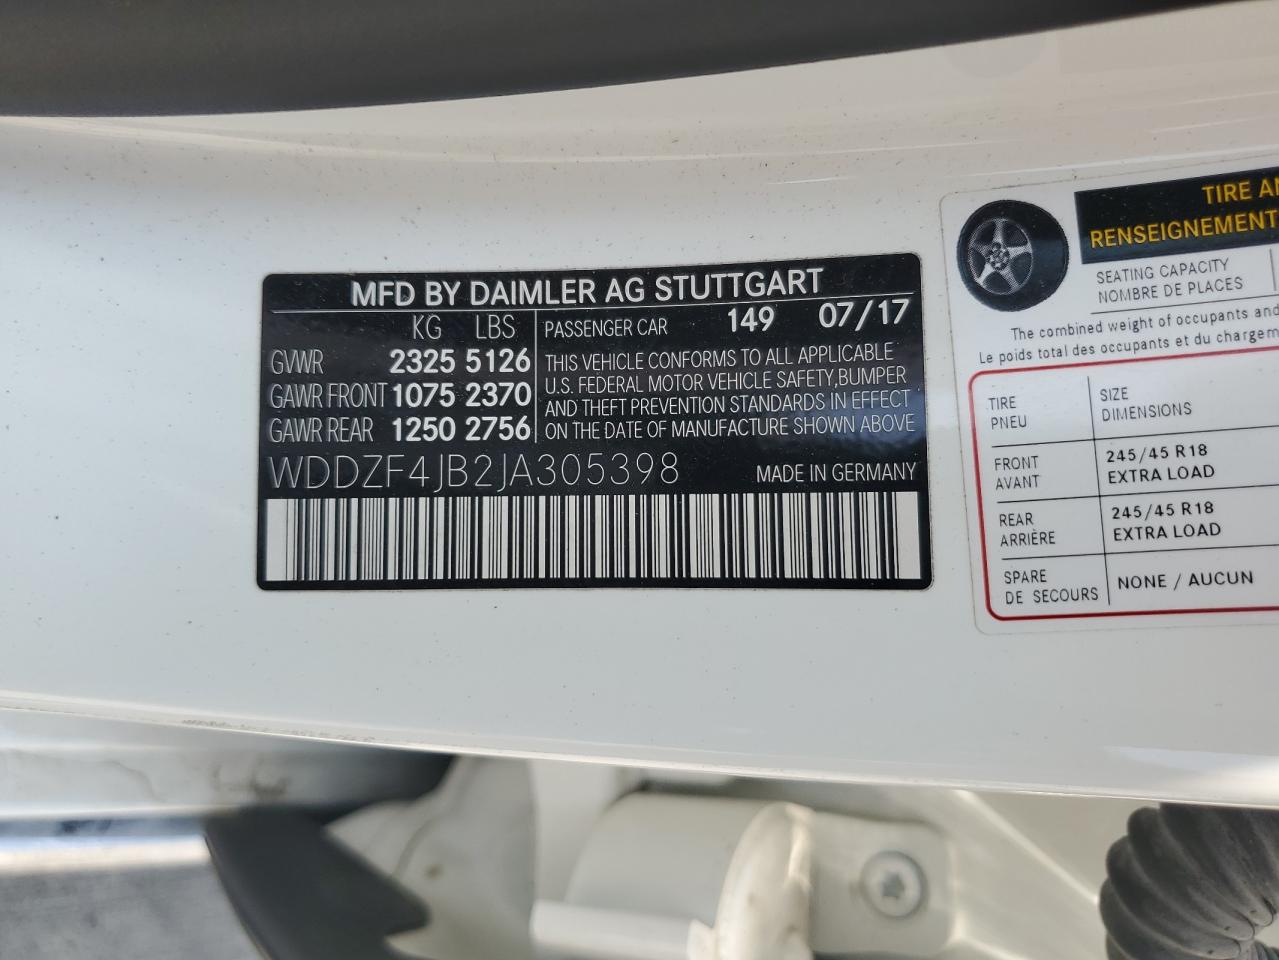 MFD BY DAIMLER AG STUTTGART
KG LBS
GVWR 2325 5126
GAWR FRONT 1075 2370
GAWR REAR 1250 2756
PASSENGER CAR 149 07/17
THIS VEHICLE CONFORMS TO ALL APPLICABLE
U.S. FEDERAL MOTOR VEHICLE SAFETY,BUMPER
AND THEFT PREVENTION STANDARDS IN EFFECT
ON THE DATE OF MANUFACTURE SHOWN ABOVE
WDDZF4JB2JA305398 MADE IN GERMANY
TIRE
RENSEIGNEMENT
SEATING CAPACITY
NOMBRE DE PLACES
The combined weight of occupants and
Le poids total des occupants et du
TIRE SIZE
PNEU DIMENSIONS
FRONT 245/45 R18
AVANT EXTRA LOAD
REAR 245/45 R18
ARRIÈRE EXTRA LOAD
SPARE NONE / AUCUN
DE SECOURS